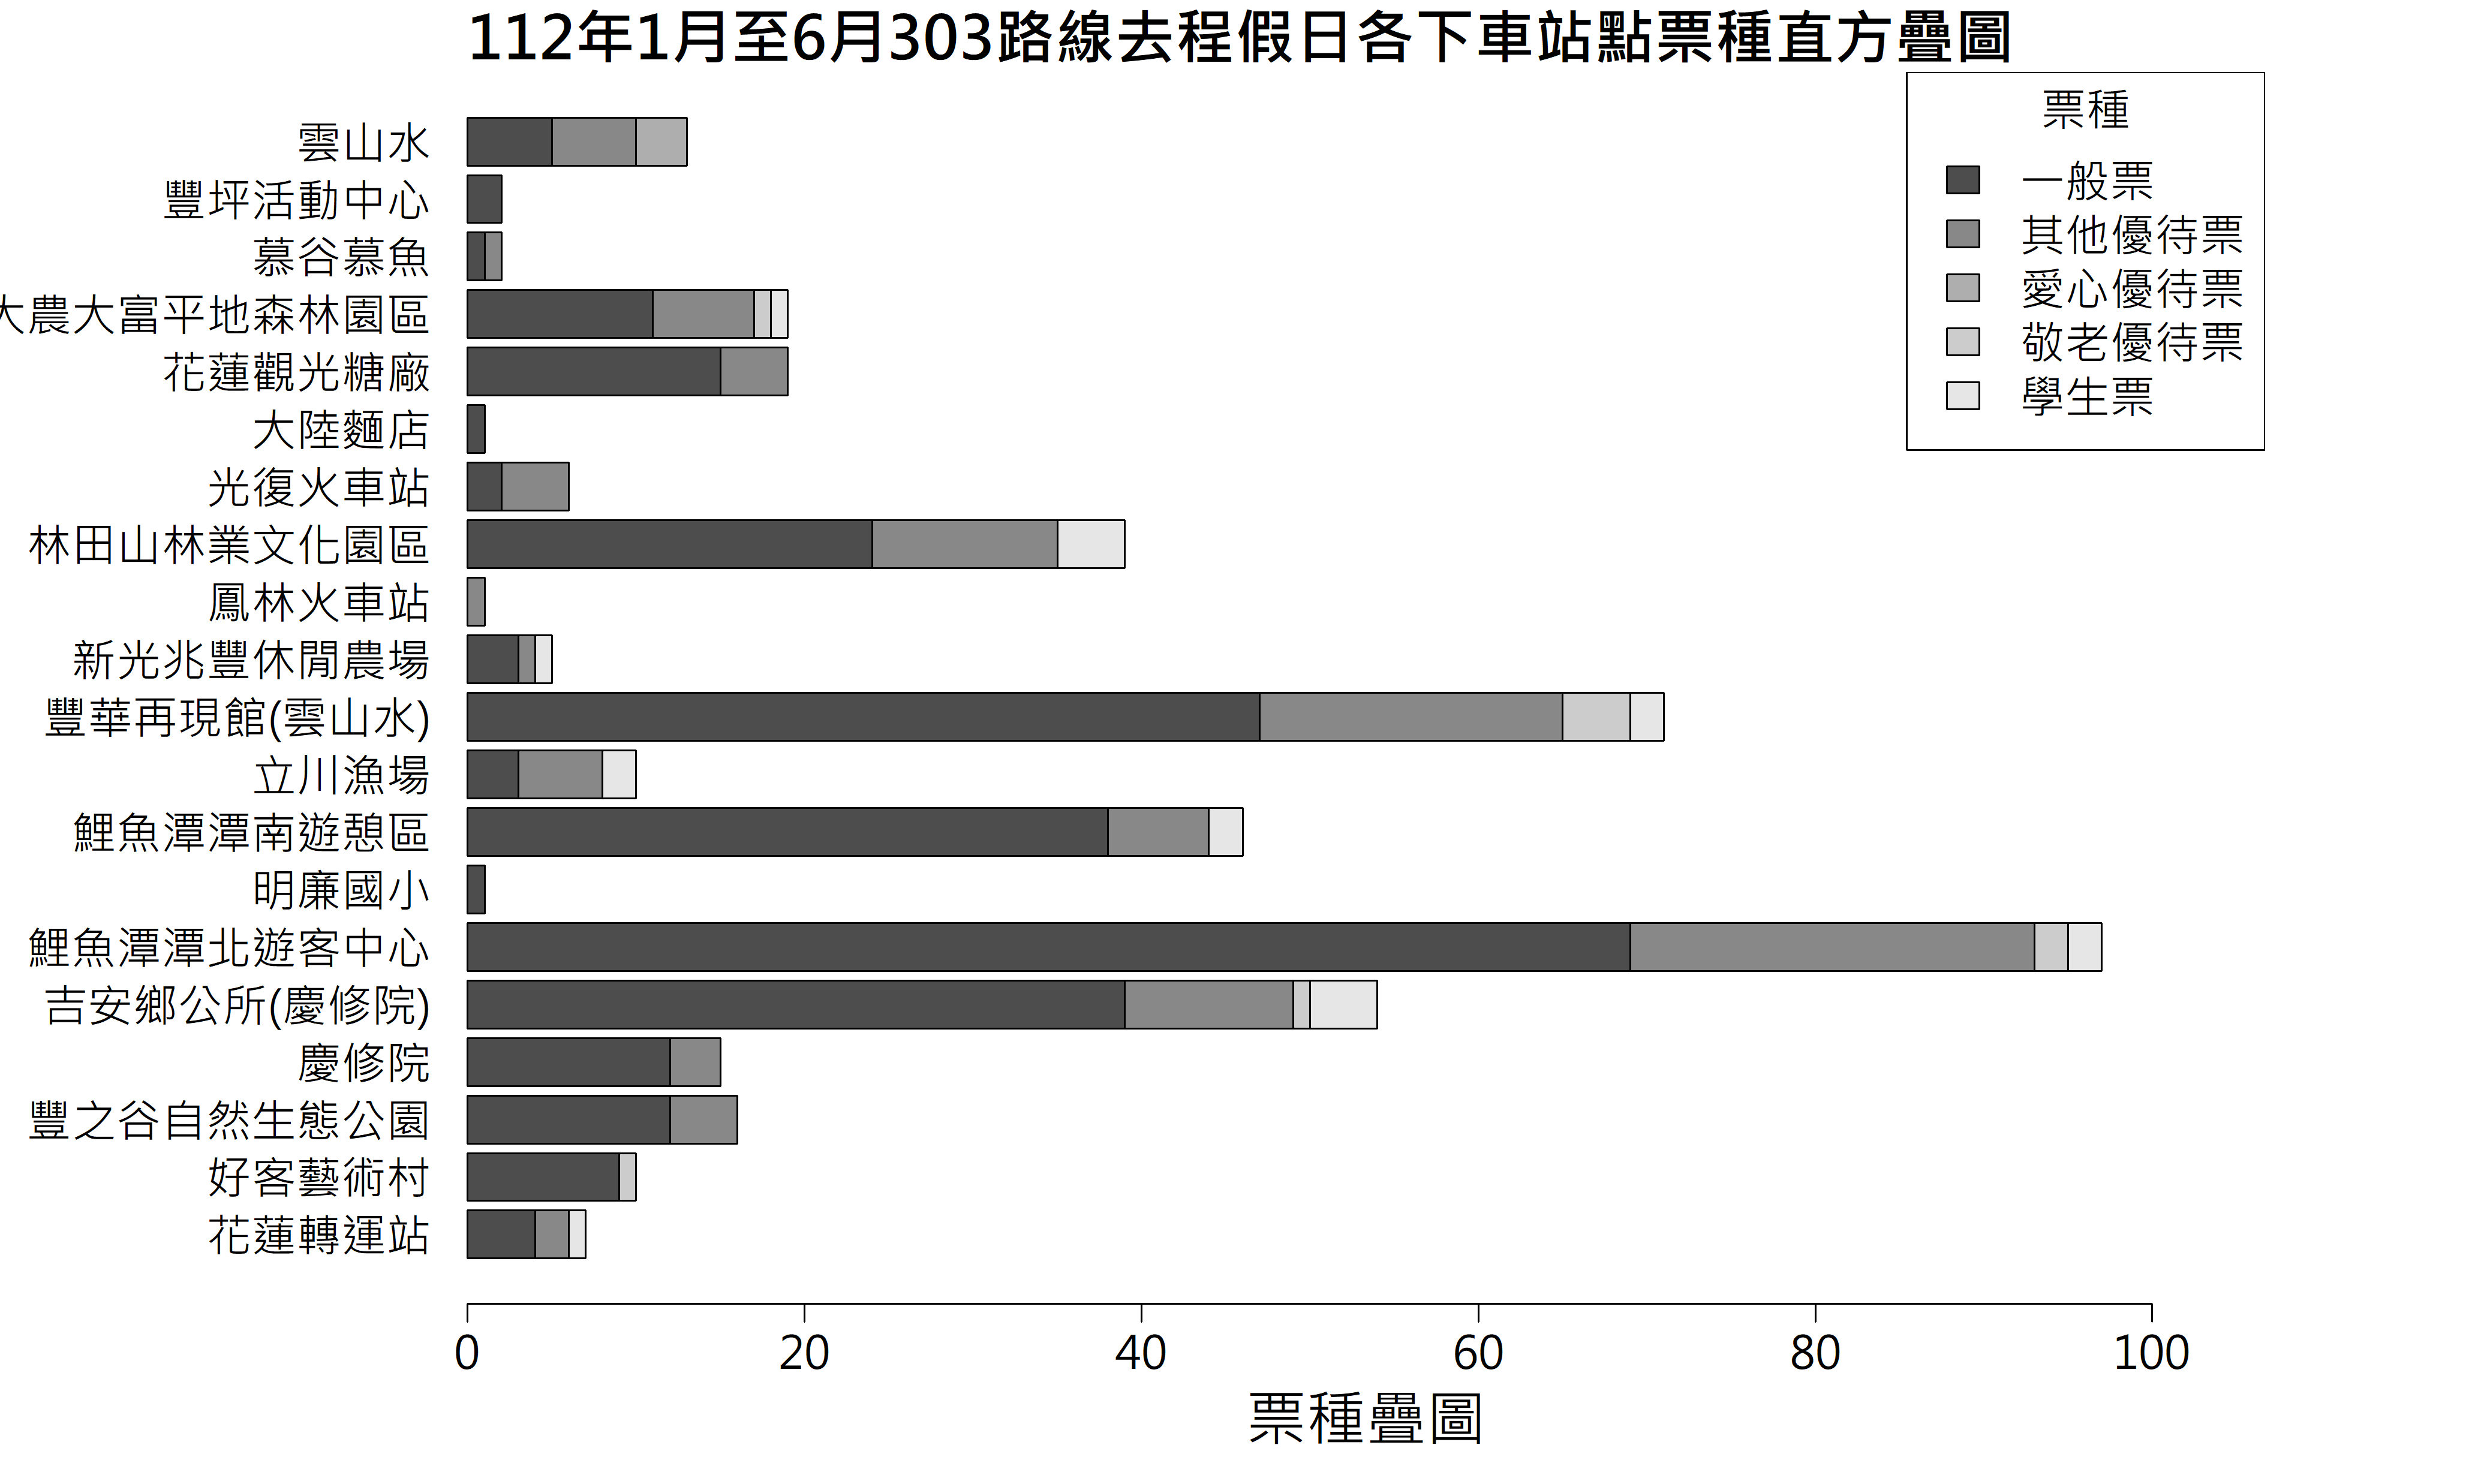 112年1月至6月303路線去程假日各下車站點票種直方疊圖
票種
一般票
其他優待票
愛心優待票
敬老優待票
學生票
雲山水
豐坪活動中心
慕谷慕魚
大農大富平地森林園區
花蓮觀光糖廠
大陸麵店
光復火車站
林田山林業文化園區
鳳林火車站
新光兆豐休閒農場
豐華再現館(雲山水)
立川漁場
鯉魚潭潭南遊憩區
明廉國小
鯉魚潭潭北遊客中心
吉安鄉公所(慶修院)
慶修院
豐之谷自然生態公園
好客藝術村
花蓮轉運站
0 20 40 60 80 100
票種疊圖